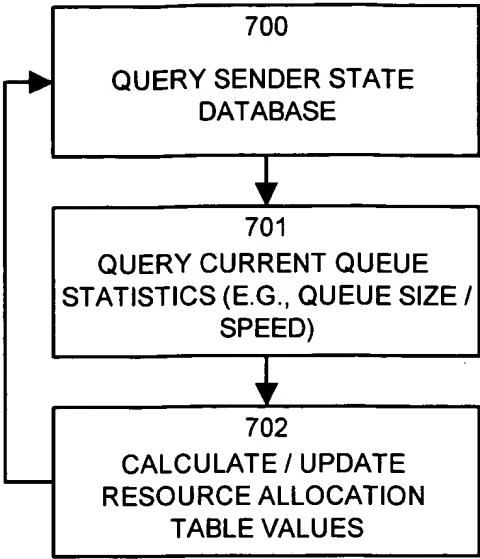 700
QUERY SENDER STATE
DATABASE
701
QUERY CURRENT QUEUE
STATISTICS (E.G., QUEUE SIZE /
SPEED)
702
CALCULATE / UPDATE
RESOURCE ALLOCATION
TABLE VALUES